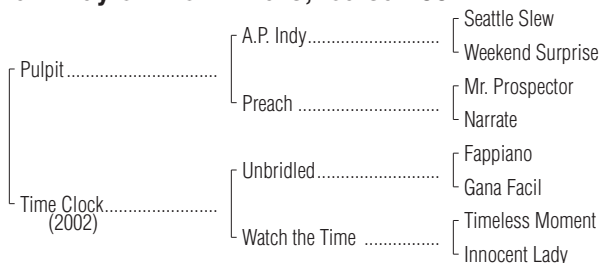 Seattle Slew
A.P. Indy
Weekend Surprise
Pulpit
Mr. Prospector
Preach
Narrate
Fappiano
Unbridled
Gana Facil
Time Clock
(2002)
Timeless Moment
Watch the Time
Innocent Lady